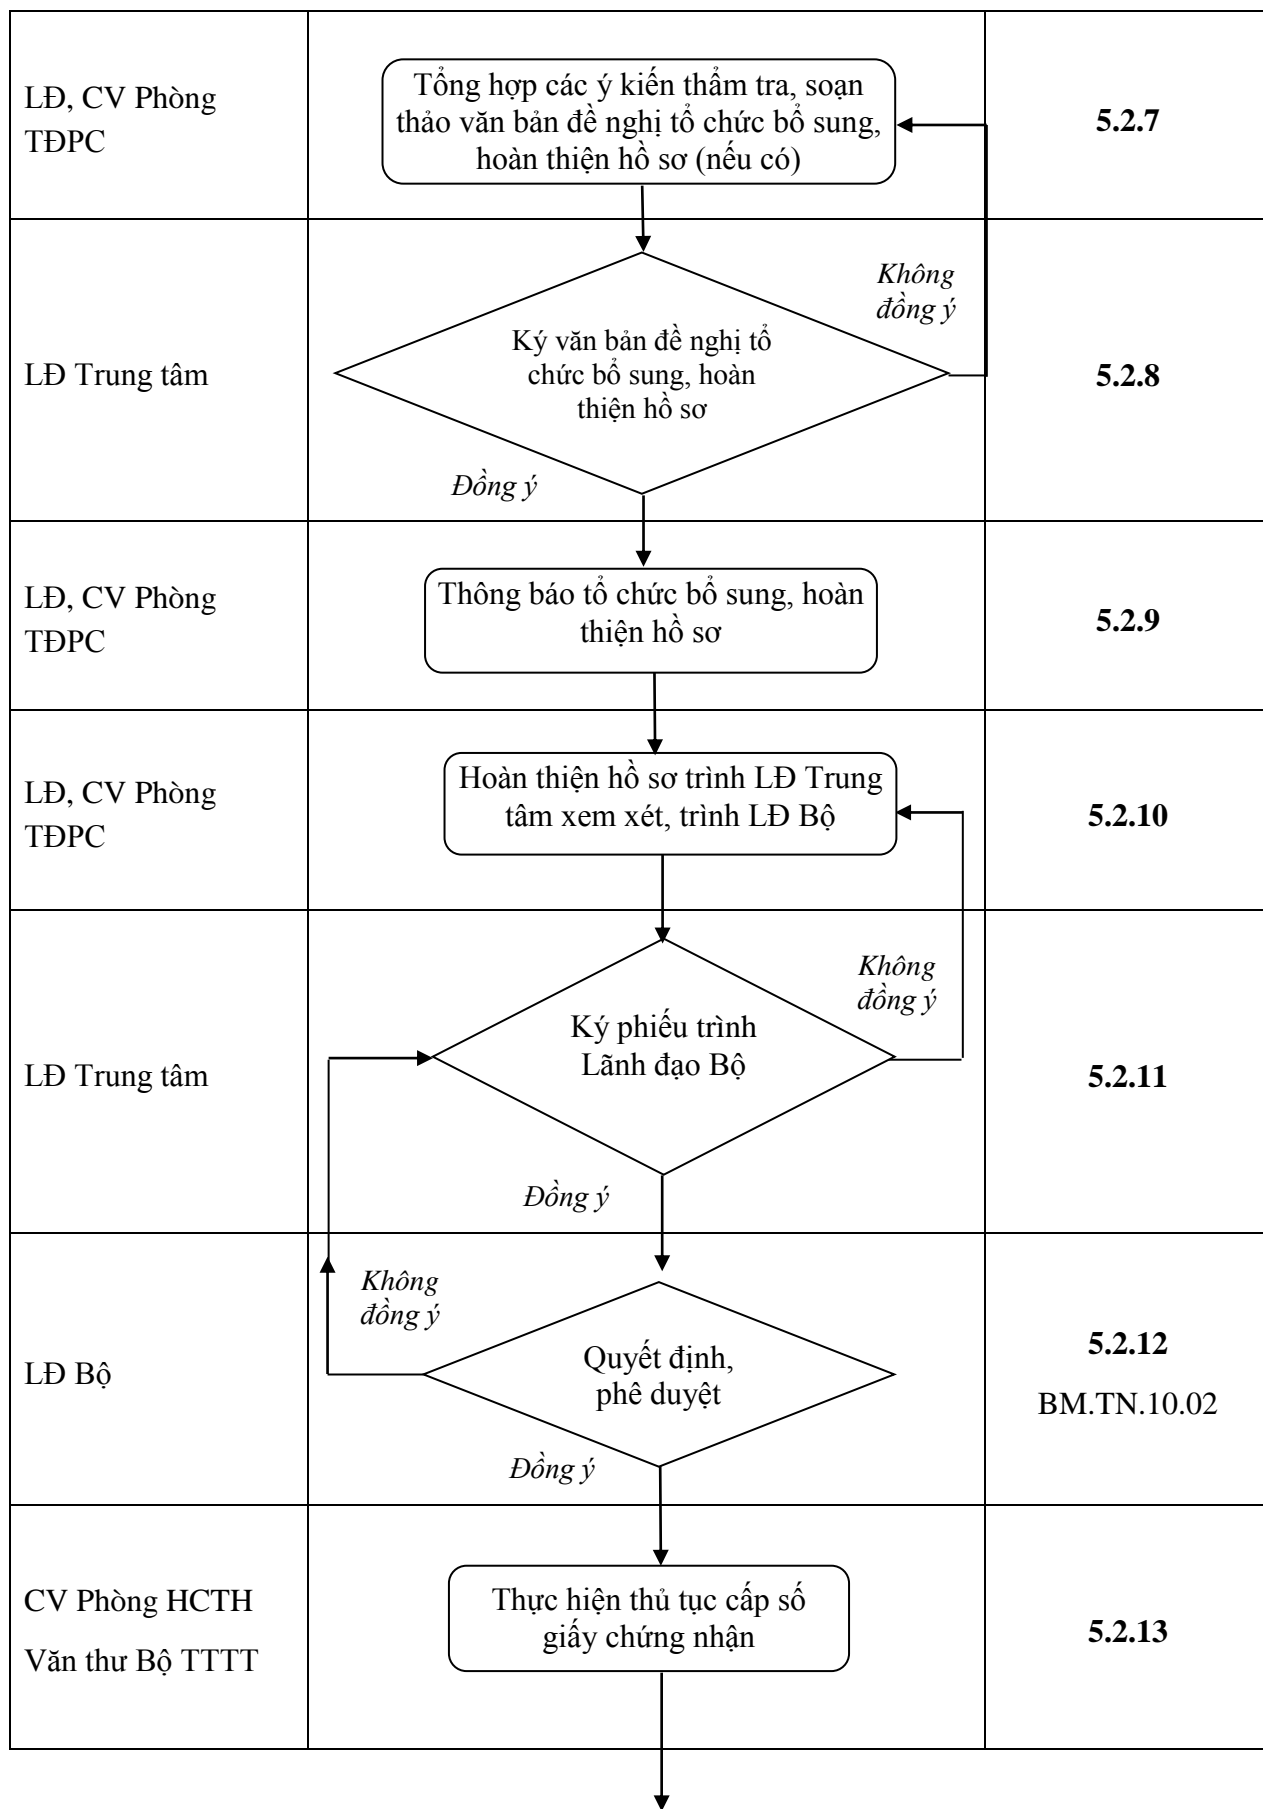 LĐ, CV Phòng
TĐPC
Tổng hợp các ý kiến thẩm tra, soạn
thảo văn bản đề nghị tổ chức bổ sung,
hoàn thiện hồ sơ (nếu có)
5.2.7
LĐ Trung tâm
Ký văn bản đề nghị tổ
chức bổ sung, hoàn
thiện hồ sơ
Không
đồng ý
Đồng ý
5.2.8
LĐ, CV Phòng
TĐPC
Thông báo tổ chức bổ sung, hoàn
thiện hồ sơ
5.2.9
LĐ, CV Phòng
TĐPC
Hoàn thiện hồ sơ trình LĐ Trung
tâm xem xét, trình LĐ Bộ
5.2.10
LĐ Trung tâm
Ký phiếu trình
Lãnh đạo Bộ
Không
đồng ý
Đồng ý
5.2.11
LĐ Bộ
Không
đồng ý
Quyết định,
phê duyệt
Đồng ý
5.2.12
BM.TN.10.02
CV Phòng HCTH
Văn thư Bộ TTTT
Thực hiện thủ tục cấp số
giấy chứng nhận
5.2.13